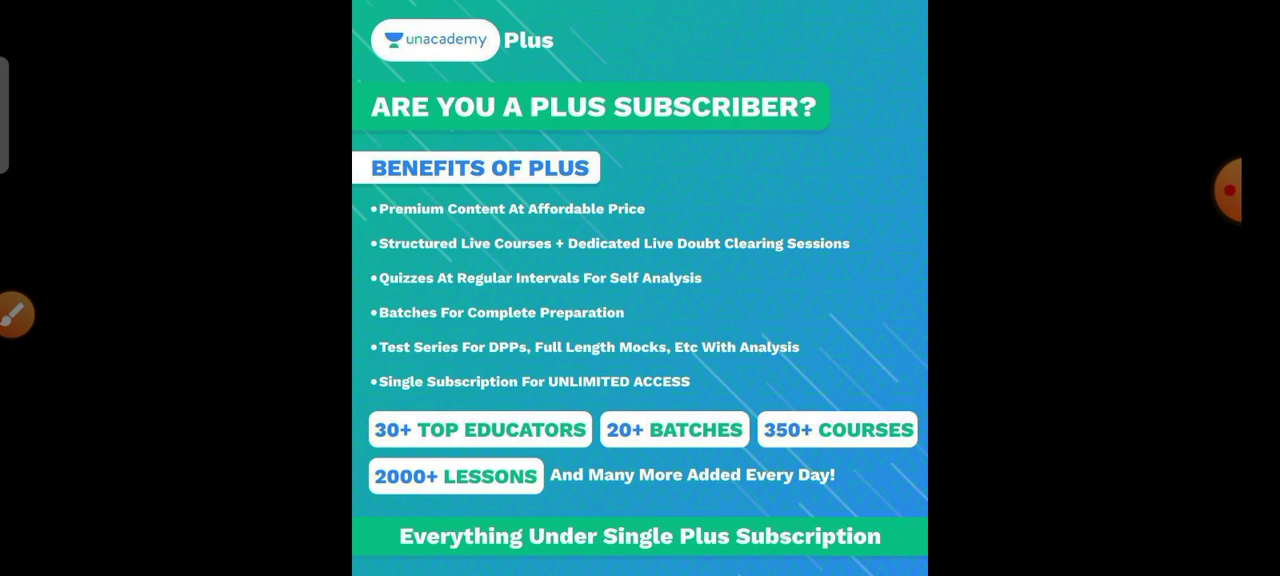 unacademy Plus
ARE YOU A PLUS SUBSCRIBER?
BENEFITS OF PLUS
• Premium Content At Affordable Price
• Structured Live Courses + Dedicated Live Doubt Clearing Sessions
• Quizzes At Regular Intervals For Self Analysis
• Batches For Complete Preparation
• Test Series For DPPs, Full Length Mocks, Etc With Analysis
• Single Subscription For UNLIMITED ACCESS
30+ TOP EDUCATORS 20+ BATCHES 350+ COURSES
2000+ LESSONS And Many More Added Every Day!
Everything Under Single Plus Subscription